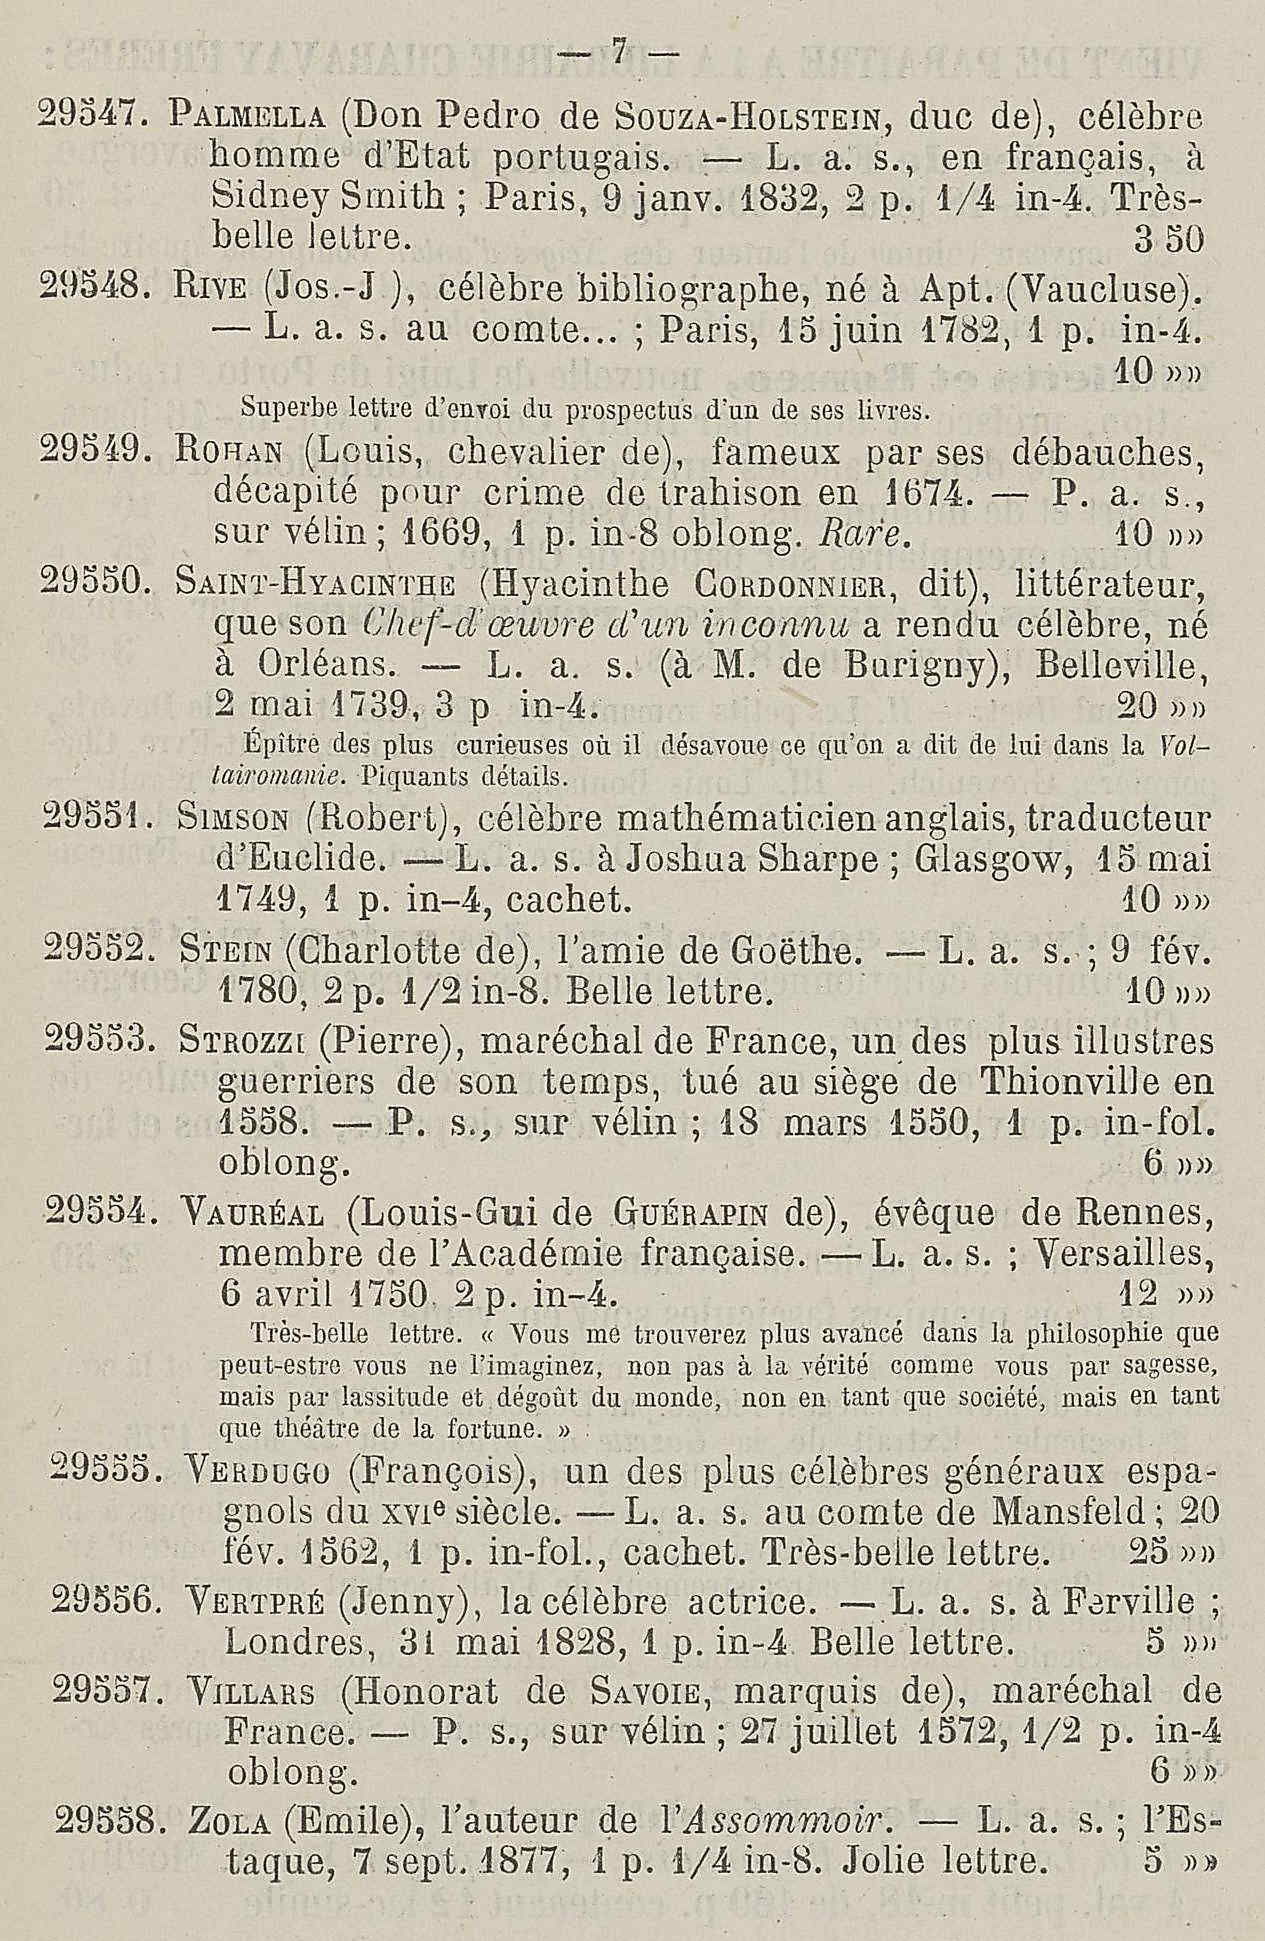 — 7 —
29547. PALMELLA (Don Pedro de SOUZA-HOLSTEIN, duc de), célèbre
homme d'Etat portugais. — L. a. s., en français, à
Sidney Smith ; Paris, 9 janv. 1832, 2 p. 1/4 in-4. Très-
belle lettre. 3 50
29548. RIVE (Jos.-J ), célèbre bibliographe, né à Apt. (Vaucluse).
— L. a. s. au comte... ; Paris, 15 juin 1782, 1 p. in-4.
10 »»
Superbe lettre d'envoi du prospectus d'un de ses livres.
29549. ROHAN (Louis, chevalier de), fameux par ses débauches,
décapité pour crime de trahison en 1674. — P. a. s.,
sur vélin ; 1669, 1 p. in-8 oblong. Rare. 10 »»
29550. SAINT-HYACINTHE (Hyacinthe CORDONNIER, dit), littérateur,
que son Chef-d'œuvre d'un inconnu a rendu célèbre, né
à Orléans. — L. a. s. (à M. de Burigny), Belleville,
2 mai 1739, 3 p in-4. 20 »»
Épître des plus curieuses où il désavoue ce qu'on a dit de lui dans la Vol-
tairomanie. Piquants détails.
29551. SIMSON (Robert), célèbre mathématicien anglais, traducteur
d'Euclide. — L. a. s. à Joshua Sharpe ; Glasgow, 15 mai
1749, 1 p. in-4, cachet. 10 »»
29552. STEIN (Charlotte de), l'amie de Goëthe. — L. a. s. ; 9 fév.
1780, 2 p. 1/2 in-8. Belle lettre. 10 »»
29553. STROZZI (Pierre), maréchal de France, un des plus illustres
guerriers de son temps, tué au siège de Thionville en
1558. — P. s., sur vélin ; 18 mars 1550, 1 p. in-fol.
oblong. 6 »»
29554. VAURÉAL (Louis-Gui de GUÉRAPIN de), évêque de Rennes,
membre de l'Académie française. — L. a. s. ; Versailles,
6 avril 1750. 2 p. in-4. 12 »»
Très-belle lettre. « Vous me trouverez plus avancé dans la philosophie que
peut-estre vous ne l'imaginez, non pas à la vérité comme vous par sagesse,
mais par lassitude et dégoût du monde, non en tant que société, mais en tant
que théâtre de la fortune. »
29555. VERDUGO (François), un des plus célèbres généraux espa-
gnols du XVIe siècle. — L. a. s. au comte de Mansfeld ; 20
fév. 1562, 1 p. in-fol., cachet. Très-belle lettre. 25 »»
29556. VERTPRÉ (Jenny), la célèbre actrice. — L. a. s. à Ferville ;
Londres, 31 mai 1828, 1 p. in-4. Belle lettre. 5 »»
29557. VILLARS (Honorat de SAVOIE, marquis de), maréchal de
France. — P. s., sur vélin ; 27 juillet 1572, 1/2 p. in-4
oblong. 6 »»
29558. ZOLA (Emile), l'auteur de l'Assommoir. — L. a. s. ; l'Es-
taque, 7 sept. 1877, 1 p. 1/4 in-8. Jolie lettre. 5 »»